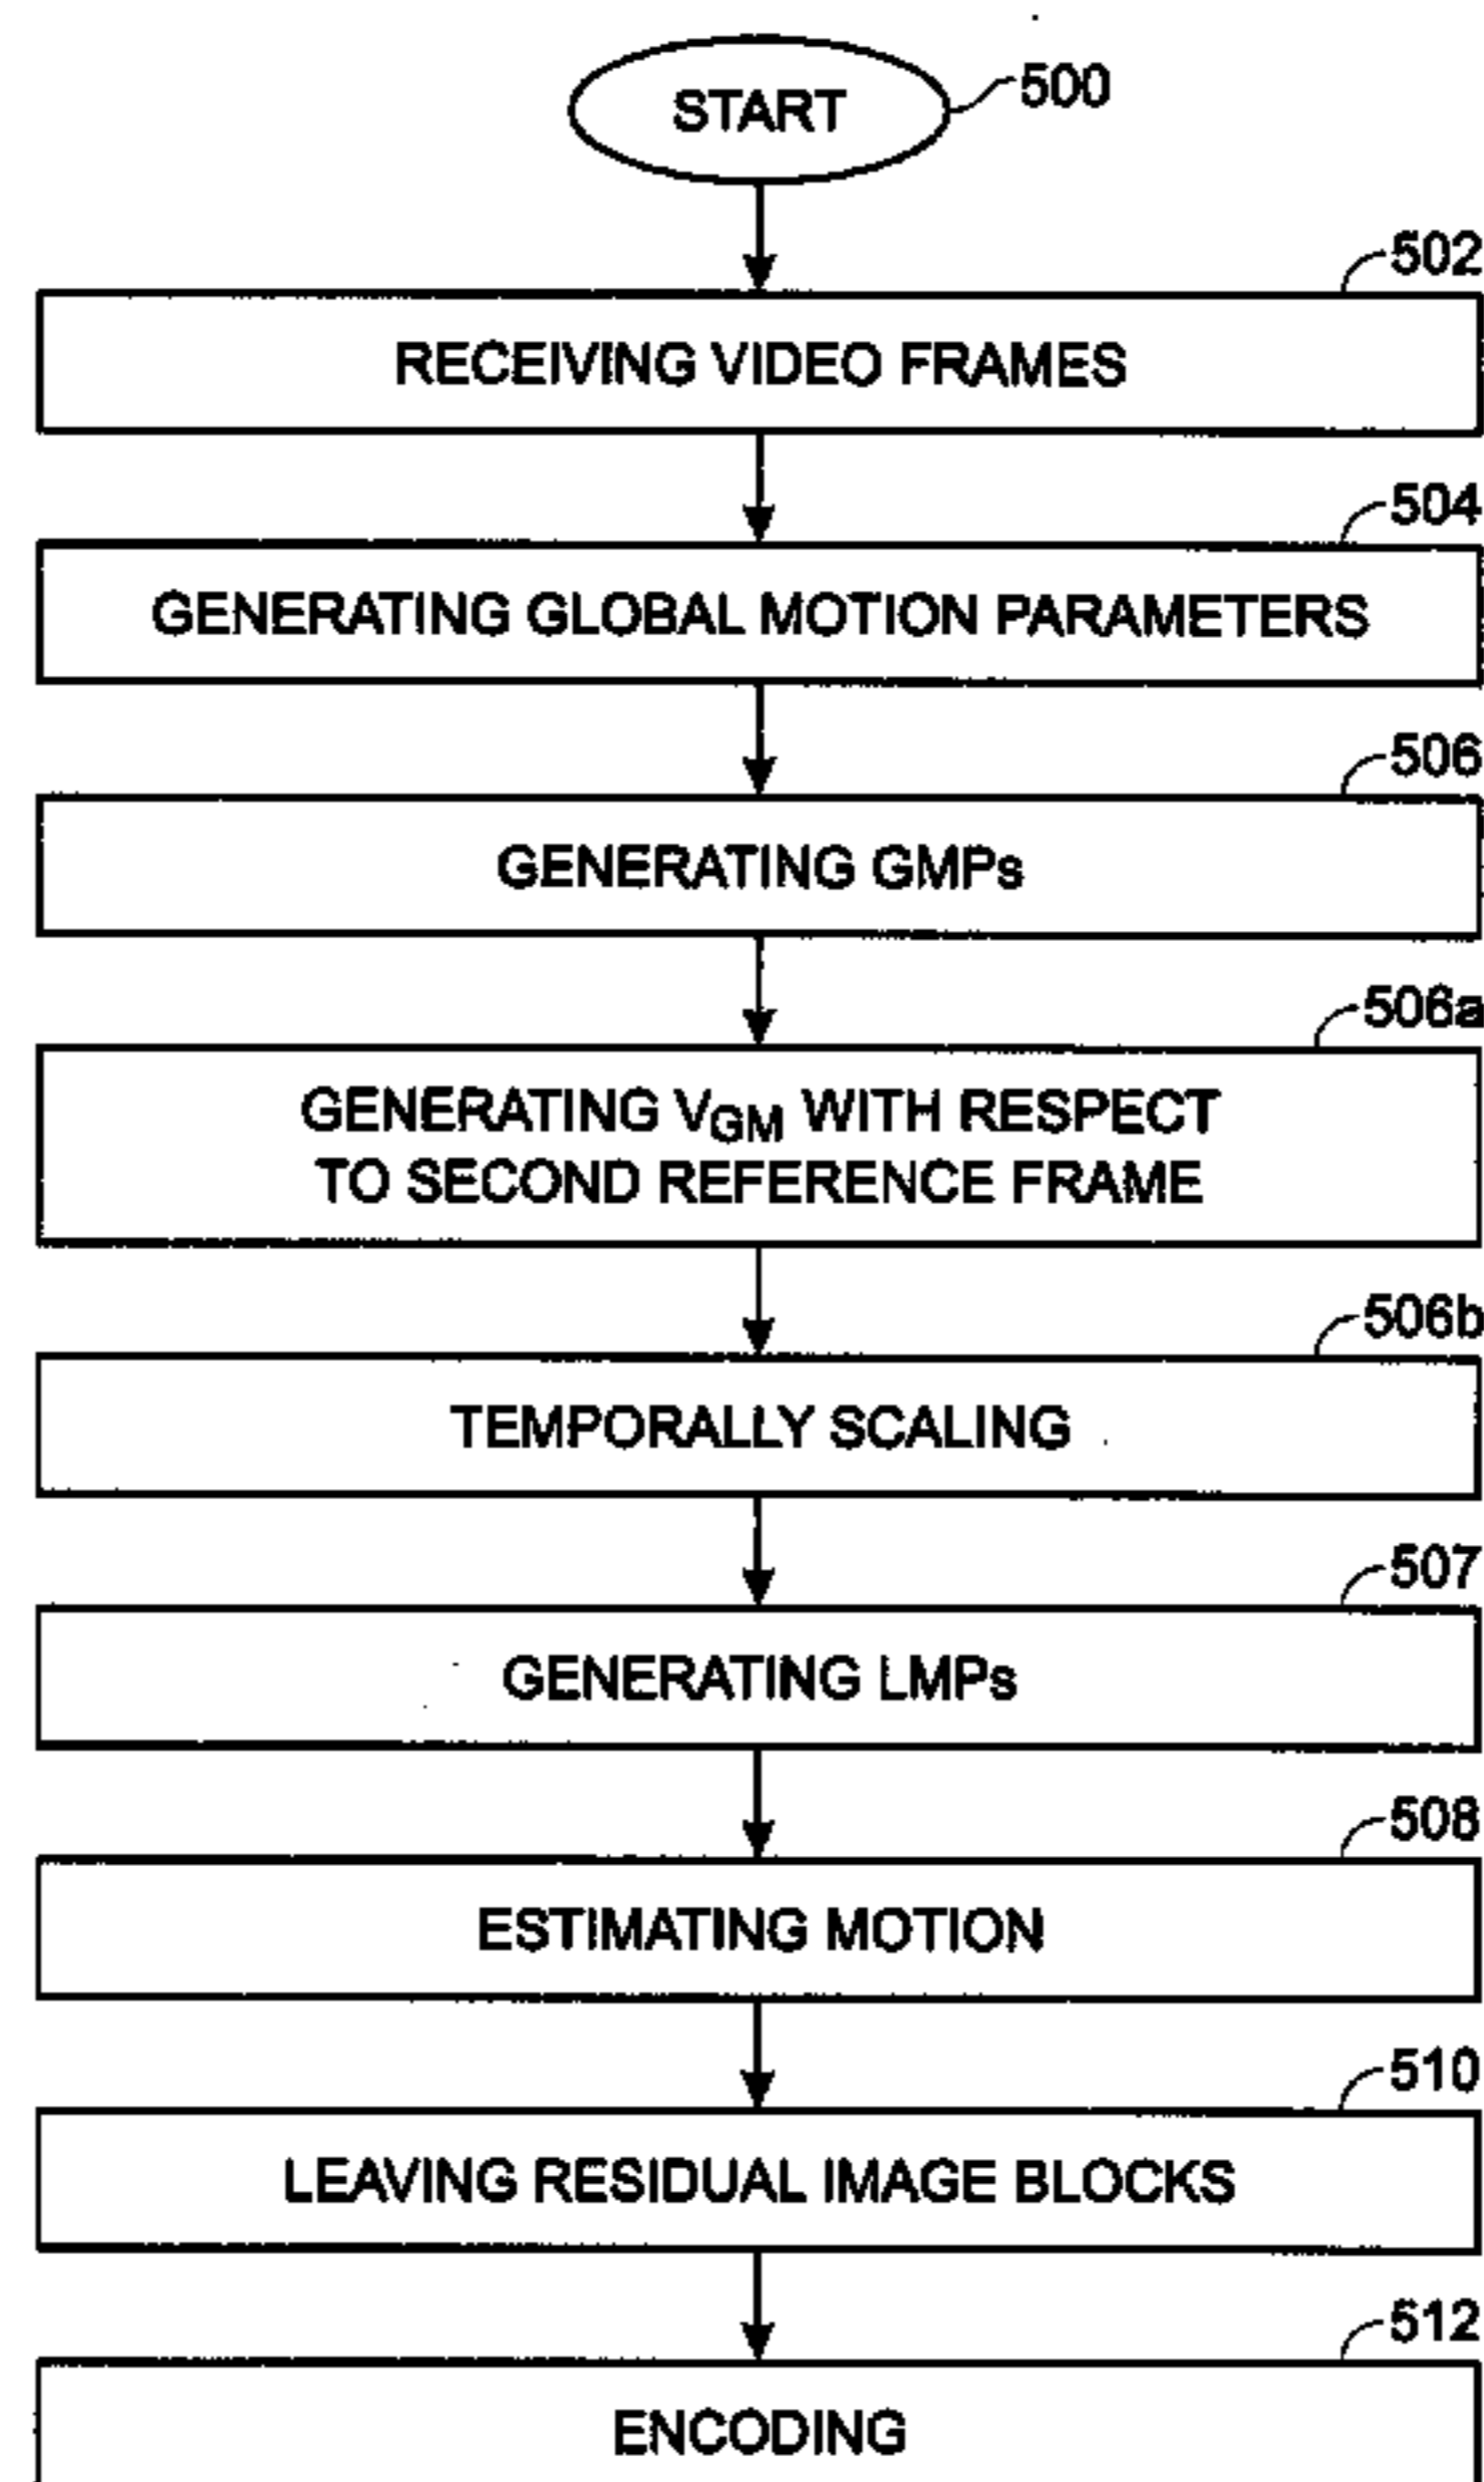 START
500
502
RECEIVING VIDEO FRAMES
504
GENERATING GLOBAL MOTION PARAMETERS
506
GENERATING GMPs
506a
GENERATING VGM WITH RESPECT
TO SECOND REFERENCE FRAME
506b
TEMPORALLY SCALING
507
GENERATING LMPs
508
ESTIMATING MOTION
510
LEAVING RESIDUAL IMAGE BLOCKS
512
ENCODING